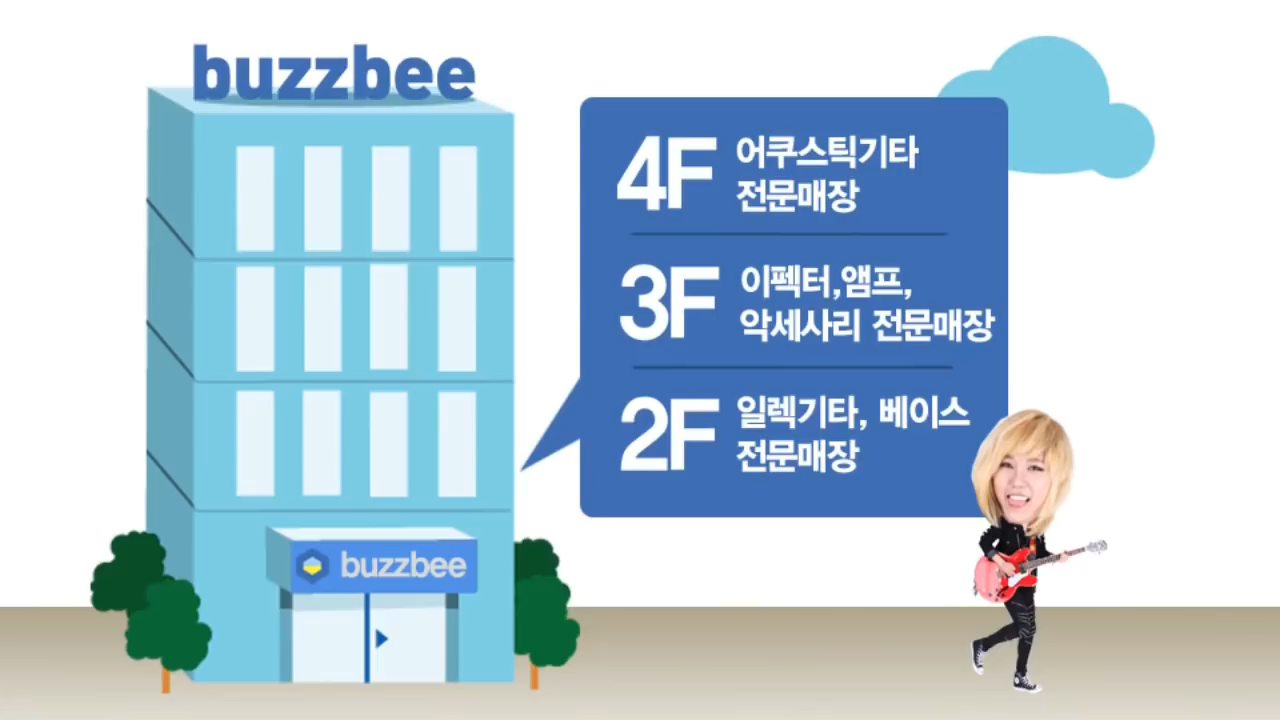 buzzbee
4F 어쿠스틱기타
전문매장
3F 이펙터,앰프,
악세사리 전문매장
2F 일렉기타, 베이스
전문매장
buzzbee